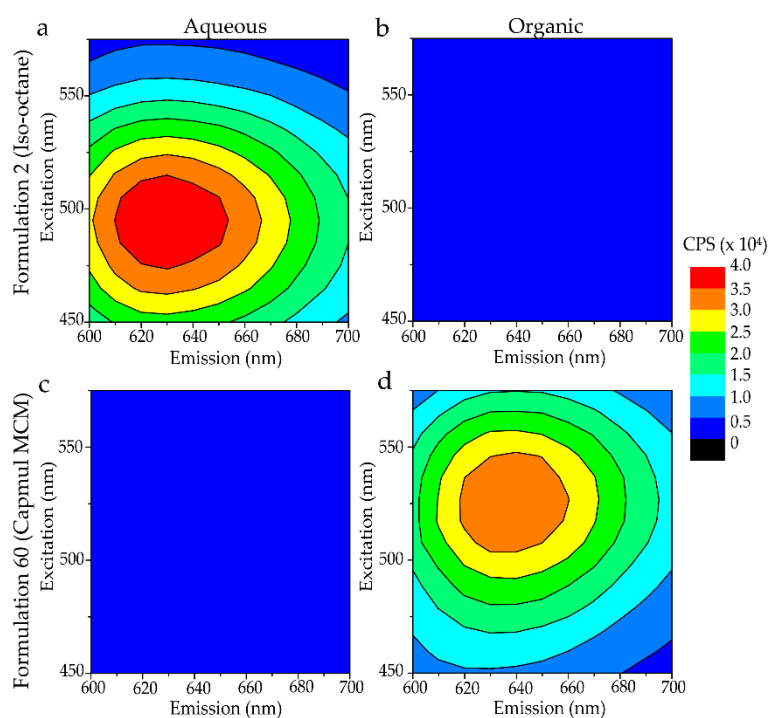 Aqueous
Organic
a
b
Formulation 2 (Iso-octane)
Excitation (nm)
550
500
450
600 620 640 660 680 700
Emission (nm)
Excitation (nm)
550
500
450
600 620 640 660 680 700
Emission (nm)
CPS (x 10⁴)
4.0
3.5
3.0
2.5
2.0
1.5
1.0
0.5
0
c
d
Formulation 60 (Capmul MCM)
Excitation (nm)
550
500
450
600 620 640 660 680 700
Emission (nm)
Excitation (nm)
550
500
450
600 620 640 660 680 700
Emission (nm)